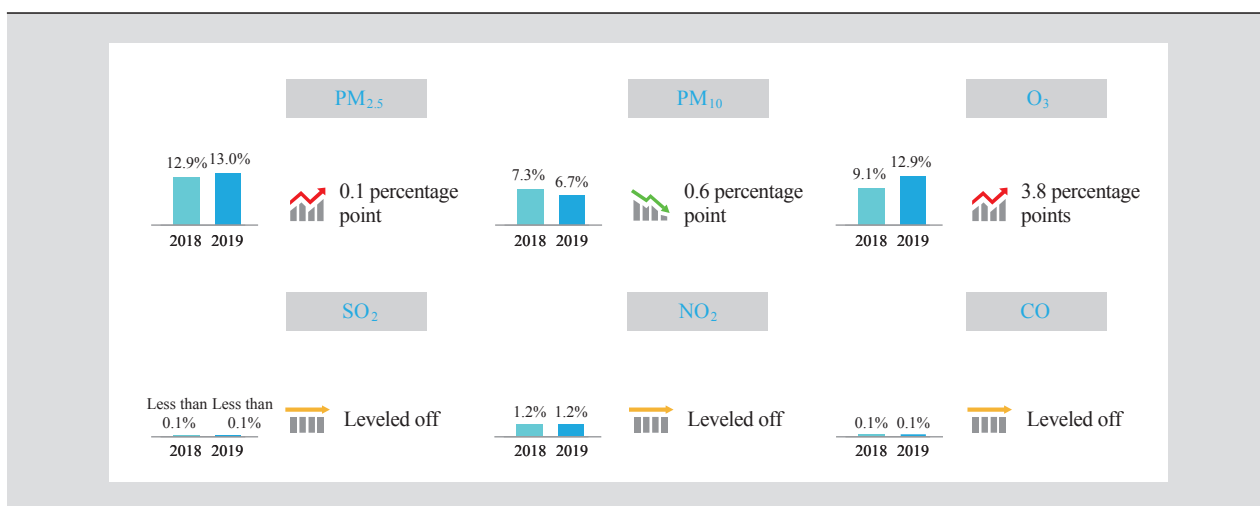 PM₂.₅
12.9% 13.0%
0.1 percentage
point
2018 2019
PM₁₀
7.3% 6.7%
0.6 percentage
point
2018 2019
O₃
9.1% 12.9%
3.8 percentage
points
2018 2019
SO₂
Less than Less than
0.1% 0.1%
Leveled off
2018 2019
NO₂
1.2% 1.2%
Leveled off
2018 2019
CO
0.1% 0.1%
Leveled off
2018 2019